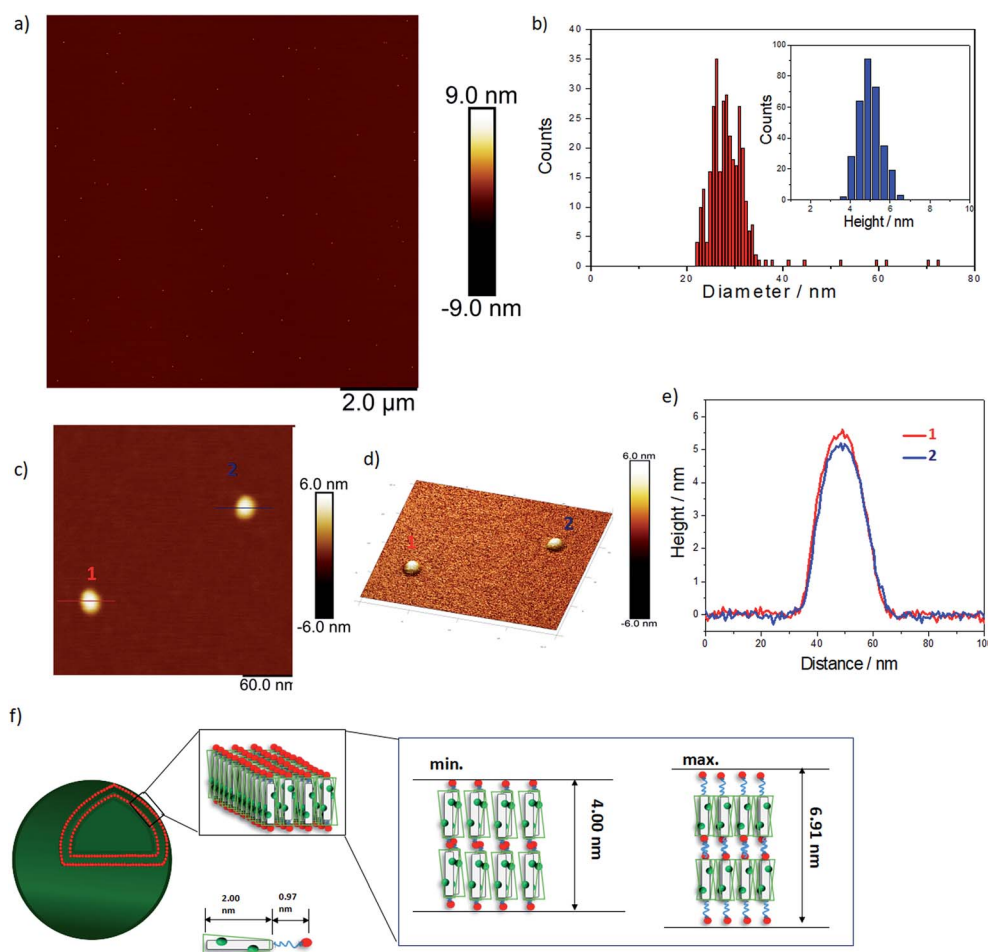 a)
9.0 nm
-9.0 nm
2.0 µm
b)
40
35
30
25
20
15
10
5
0
Counts
0
20
40
60
80
Diameter / nm
100
80
60
40
20
0
Counts
2
4
6
8
10
Height / nm
c)
2
1
6.0 nm
-6.0 nm
60.0 nm
d)
1
2
6.0 nm
-6.0 nm
e)
6
5
4
3
2
1
0
Height / nm
1
2
0
20
40
60
80
100
Distance / nm
f)
2.00
nm
0.97
nm
min.
4.00 nm
max.
6.91 nm